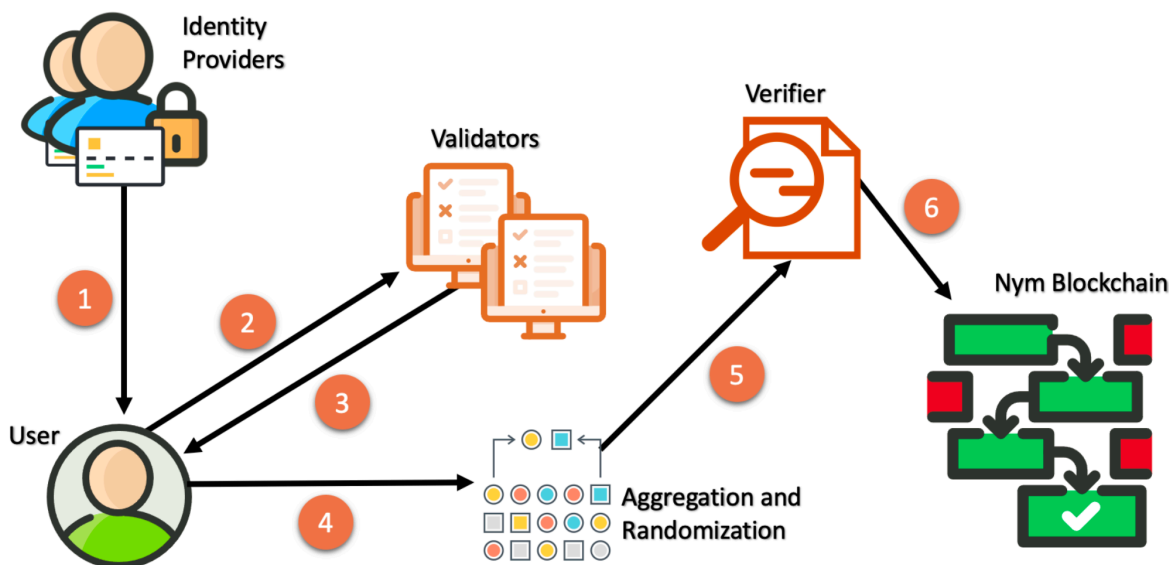 Identity
Providers
Verifier
Validators
6
1
Nym Blockchain
2
5
3
User
Aggregation and
Randomization
4